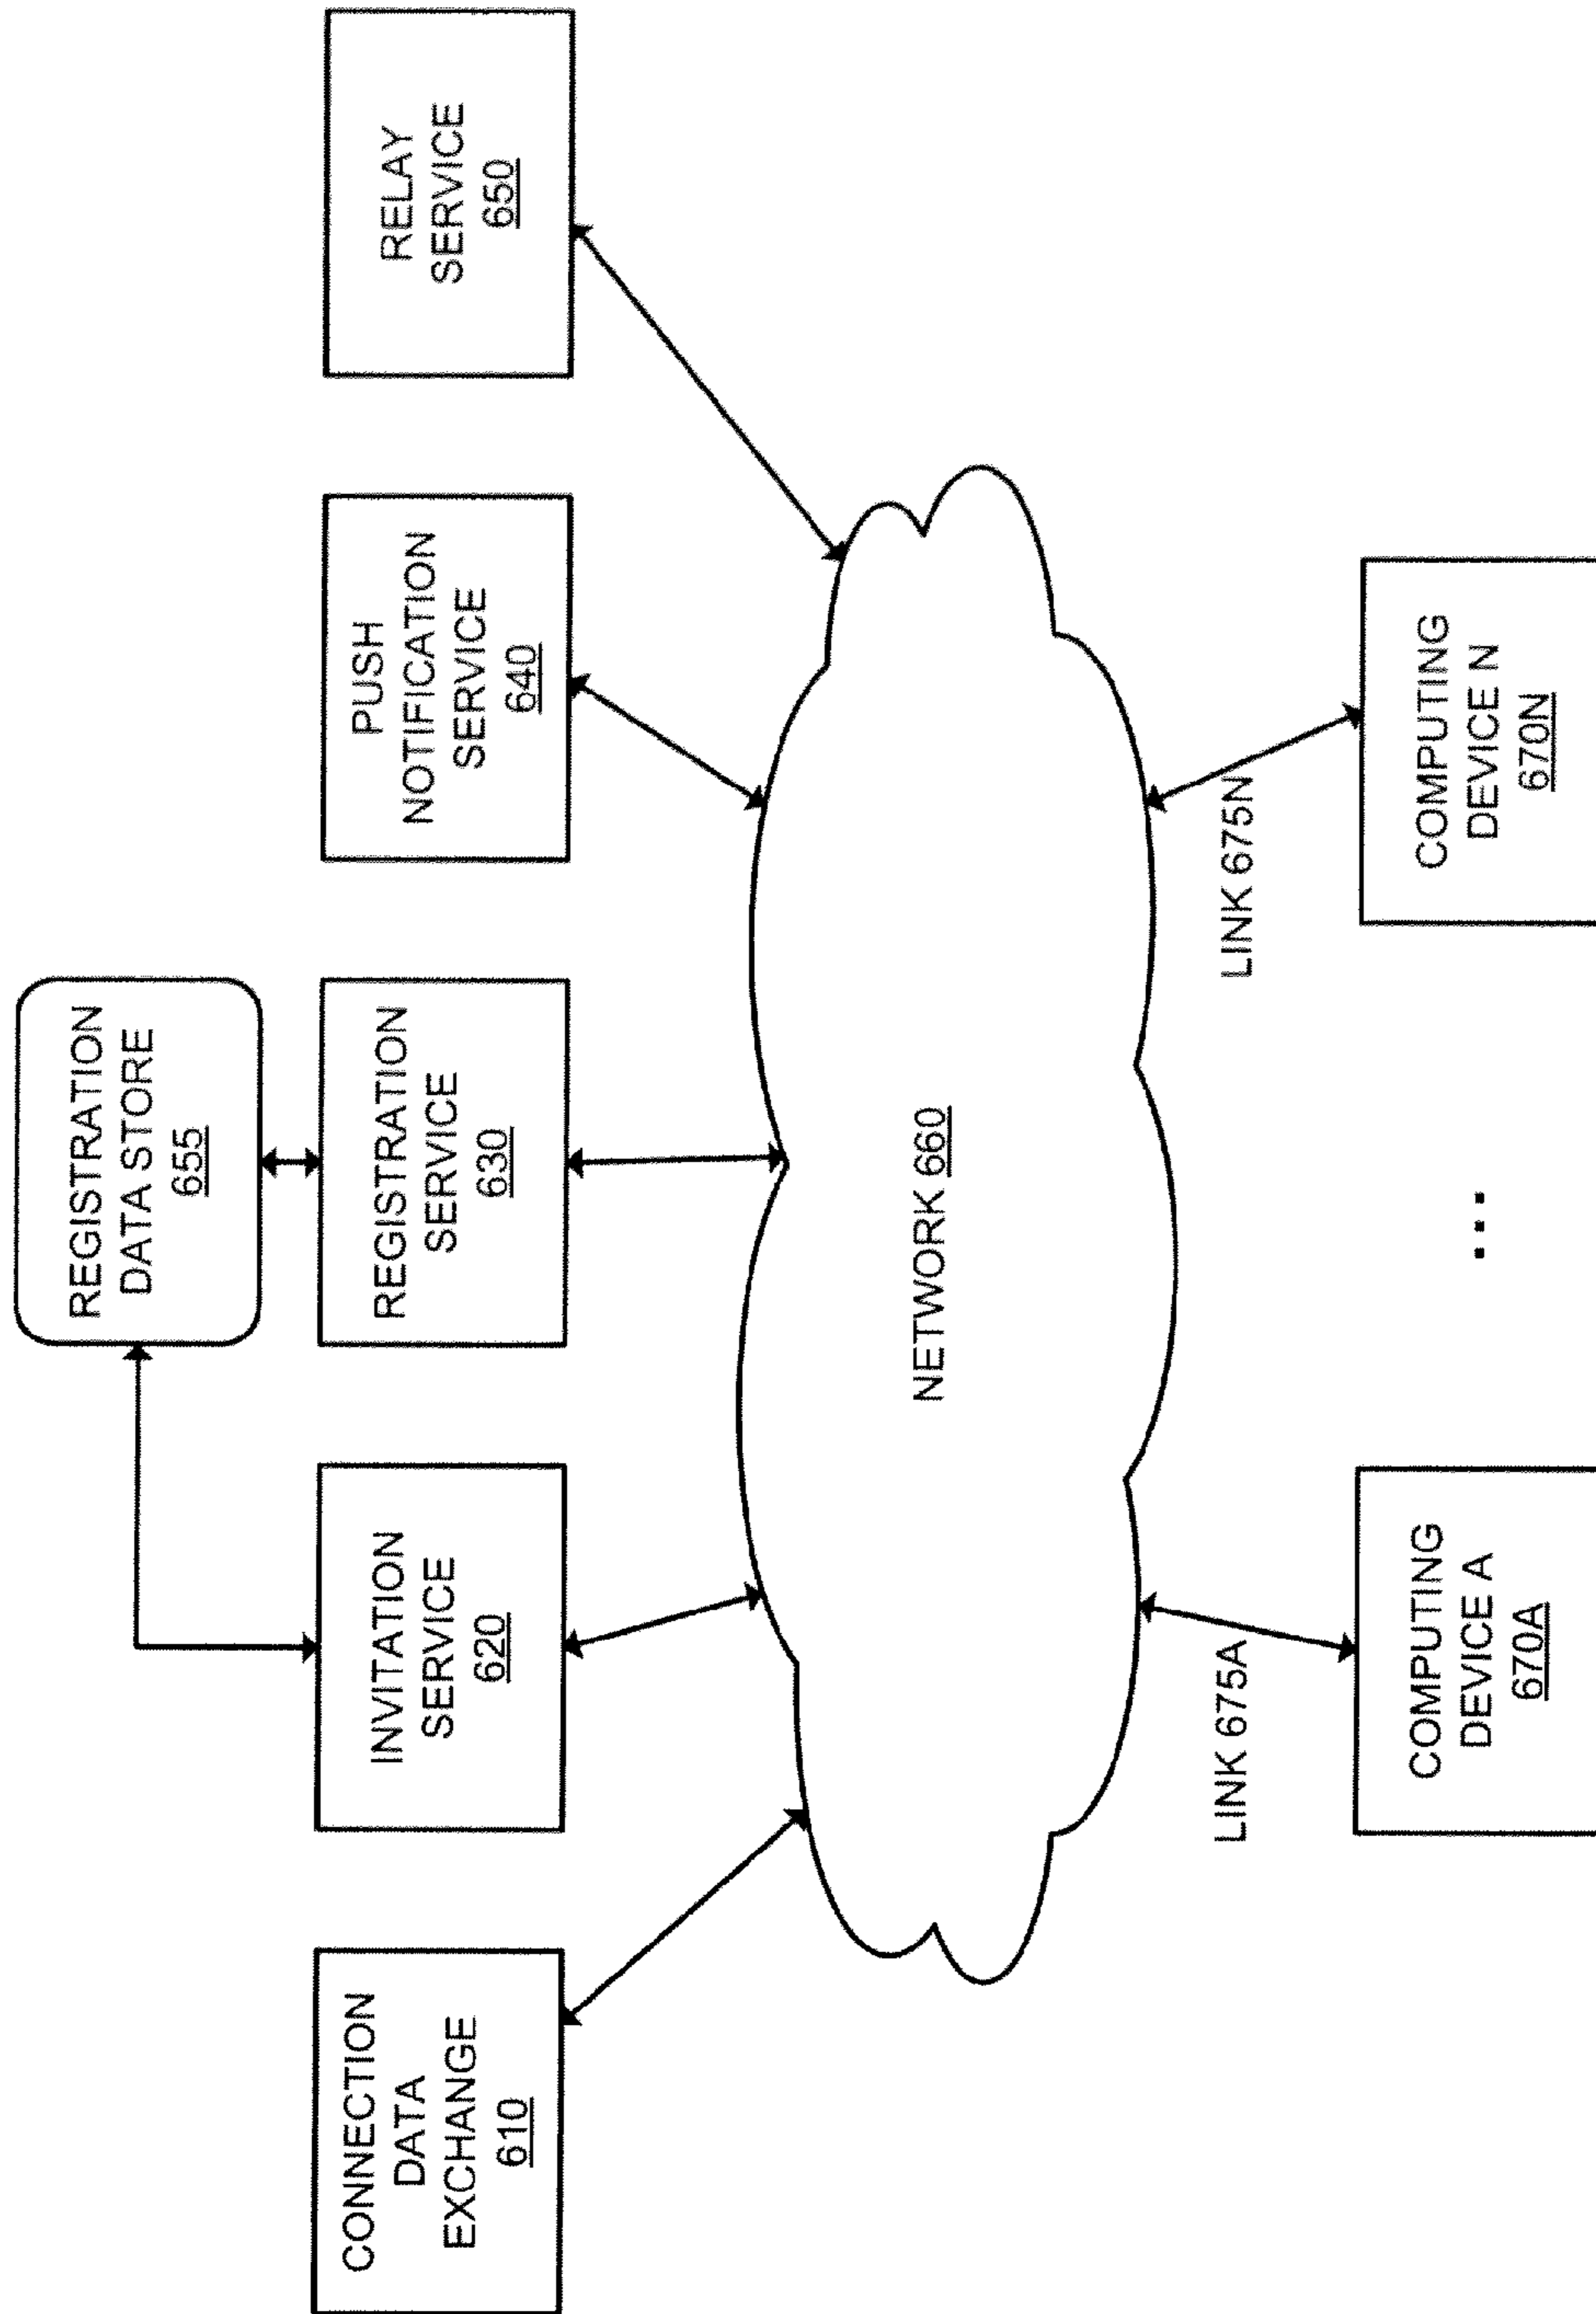 REGISTRATION
DATA STORE
655
CONNECTION
DATA
EXCHANGE
610
INVITATION
SERVICE
620
REGISTRATION
SERVICE
630
PUSH
NOTIFICATION
SERVICE
640
RELAY
SERVICE
650
NETWORK 660
LINK 675A
LINK 675N
COMPUTING
DEVICE A
670A
...
COMPUTING
DEVICE N
670N